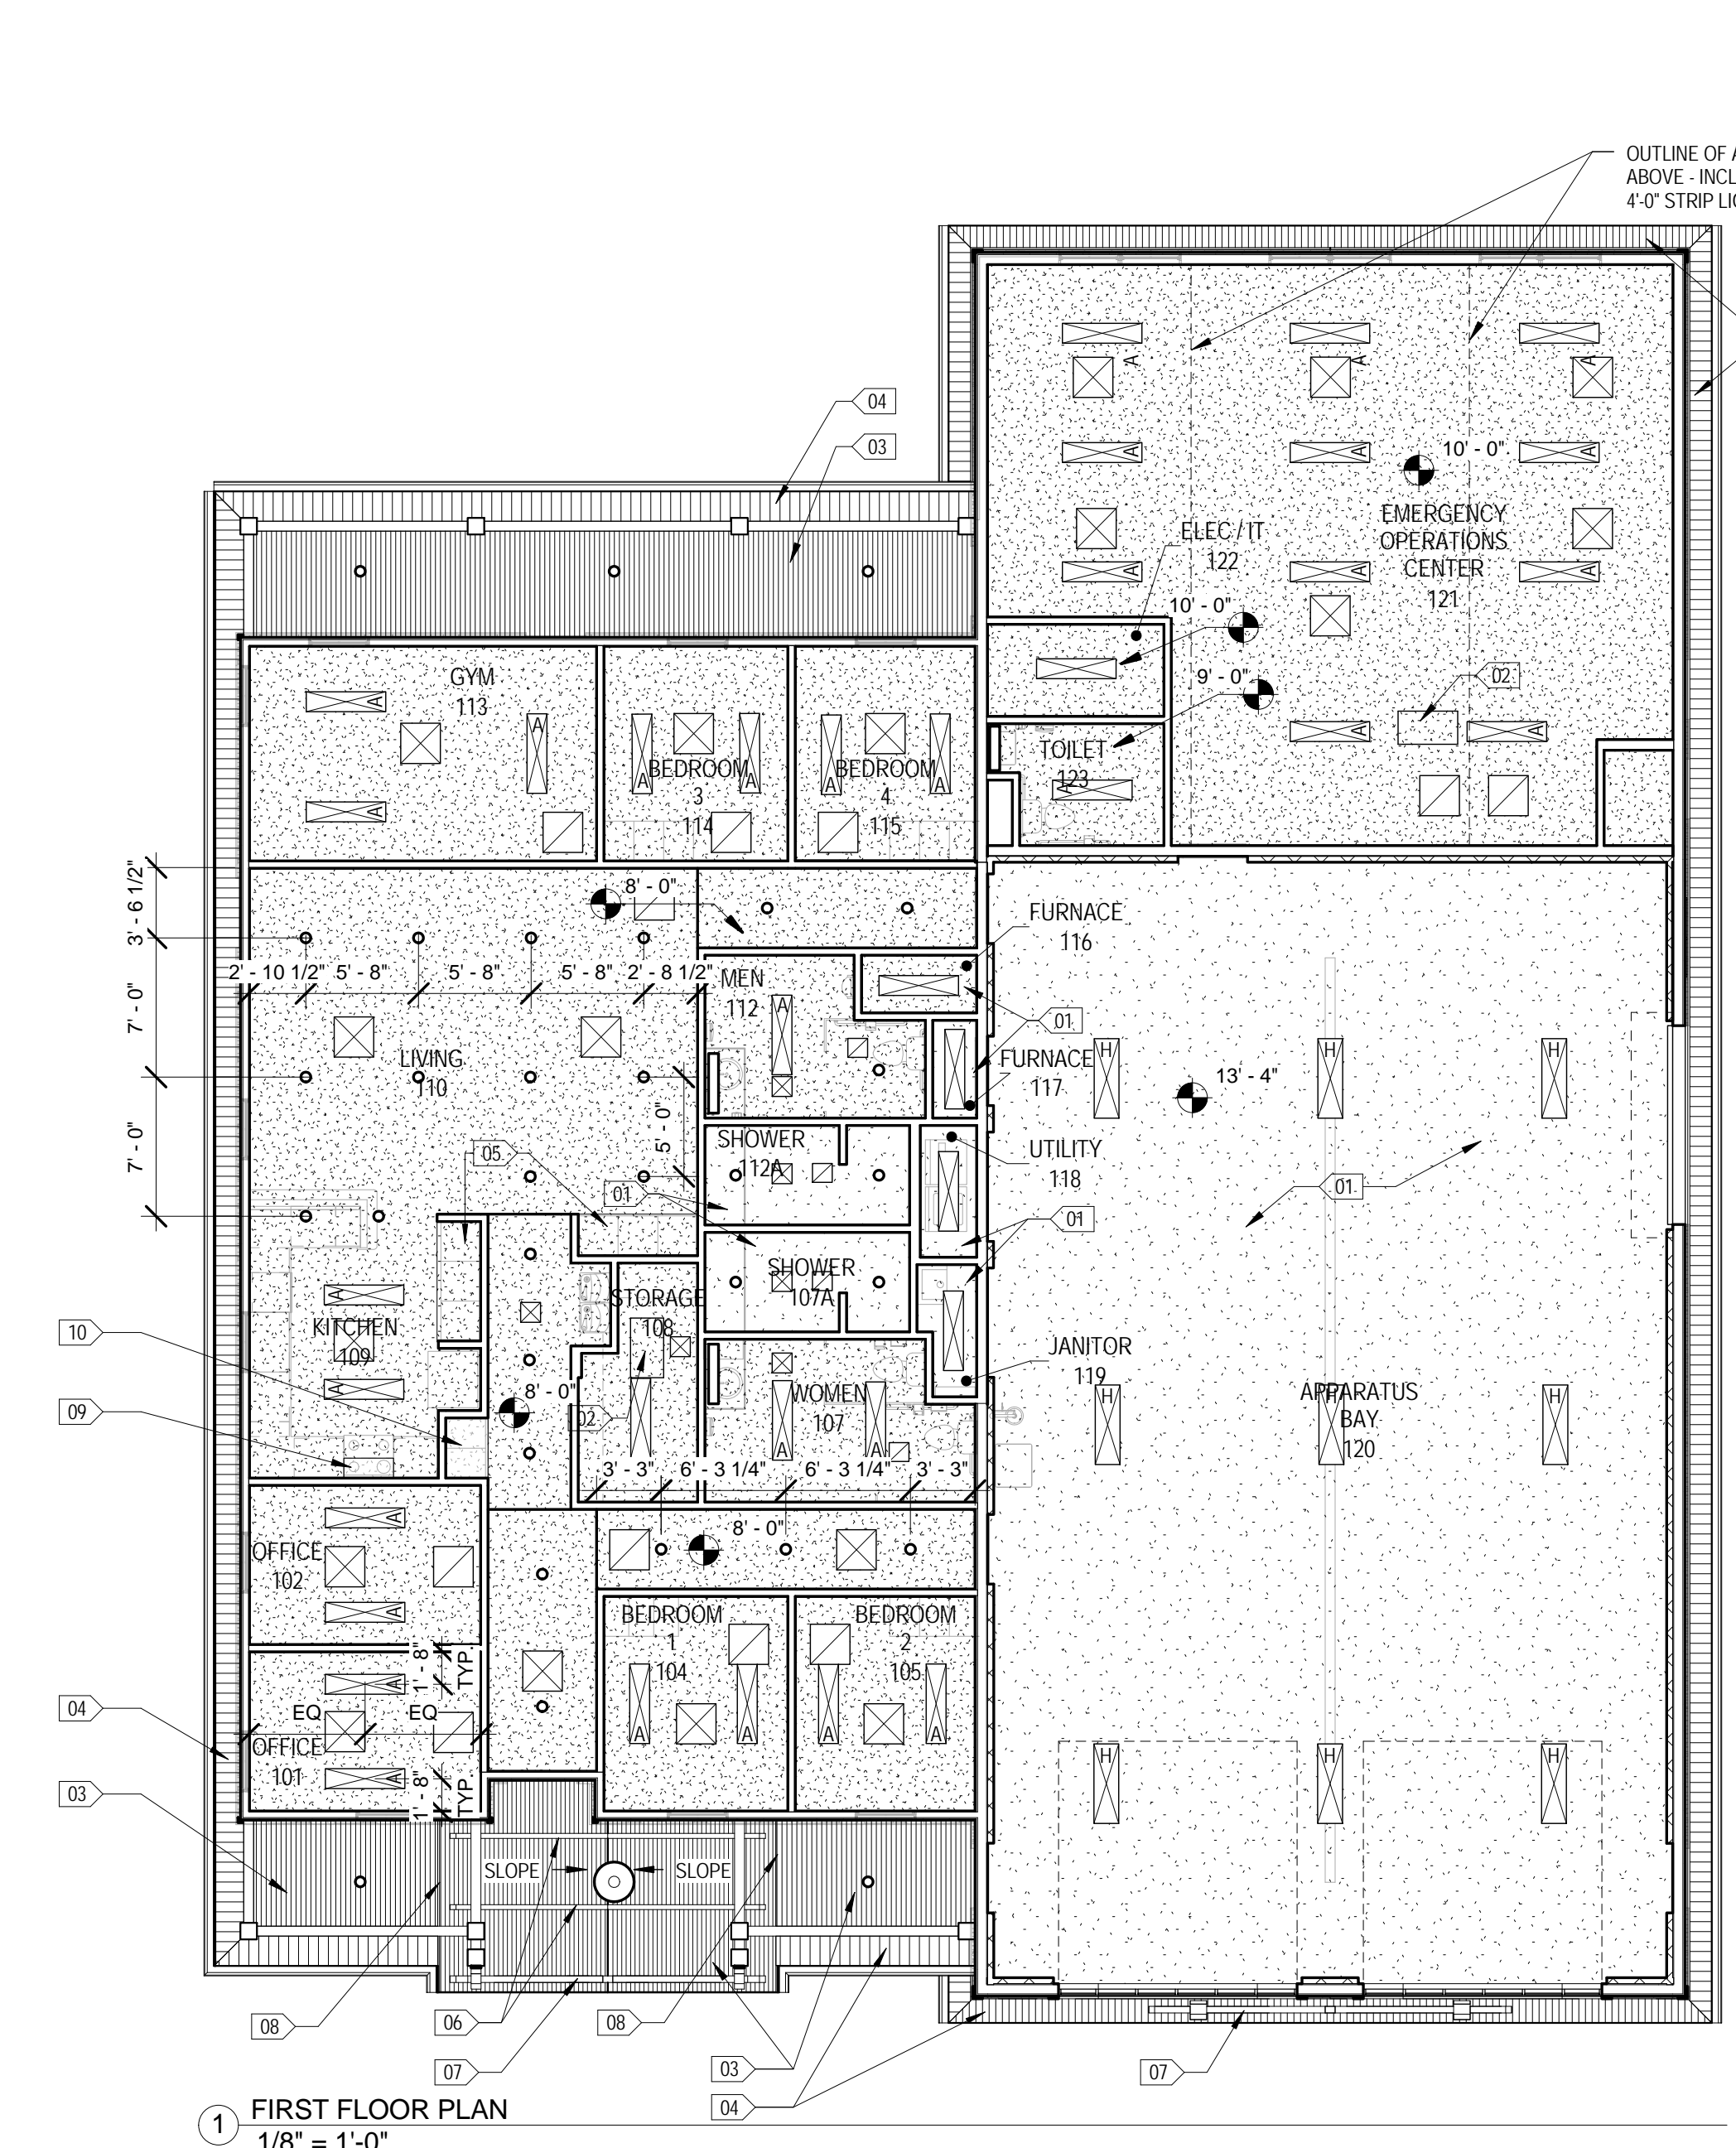 OUTLINE OF A
ABOVE - INCL
4'-0" STRIP LIG
04
03
A
A
A
A
A
A
10' - 0"
EMERGENCY
OPERATIONS
CENTER
121
ELEC / IT
122
A
A
A
10' - 0"
9' - 0"
02
GYM
113
A
A
A
A
TOILET
123
A
BEDROOM
3
114
A
A
BEDROOM
4
115
A
A
A
3' - 6 1/2"
8' - 0"
FURNACE
116
2' - 10 1/2"
5' - 8"
5' - 8"
5' - 8"
2' - 8 1/2"
MEN
112
A
7' - 0"
01
FURNACE
117
H
H
H
13' - 4"
LIVING
110
5' - 0"
7' - 0"
SHOWER
112A
UTILITY
118
05
01
01
01
SHOWER
107A
STORAGE
108
A
KITCHEN
109
10
JANITOR
119
A
8' - 0"
02
WOMEN
107
H
H
H
APPARATUS
BAY
120
09
A
A
3' - 3"
6' - 3 1/4"
6' - 3 1/4"
3' - 3"
A
8' - 0"
OFFICE
102
A
BEDROOM
1
104
BEDROOM
2
105
1' - 8"
TYP
A
04
EQ
EQ
A
A
A
A
OFFICE
101
H
H
H
A
1' - 8"
TYP
03
SLOPE
SLOPE
08
06
08
07
03
07
04
1
FIRST FLOOR PLAN
1/8" = 1'-0"